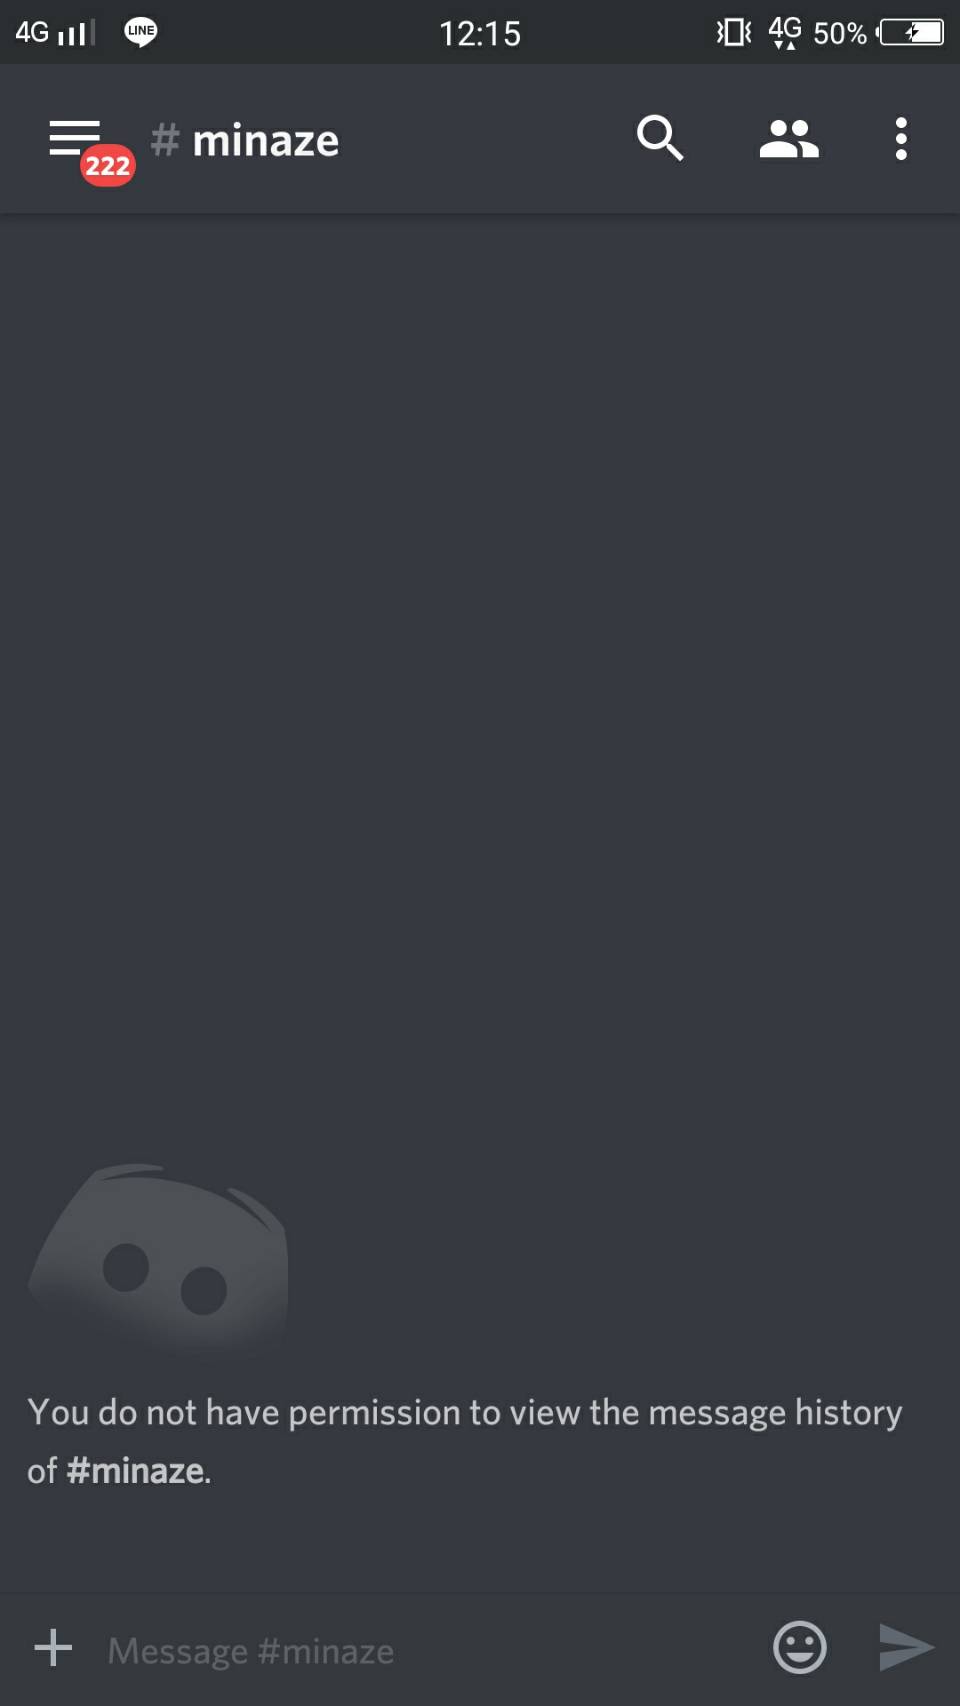 4G LINE 12:15 4G 50%
222 # minaze
You do not have permission to view the message history
of #minaze.
Message #minaze